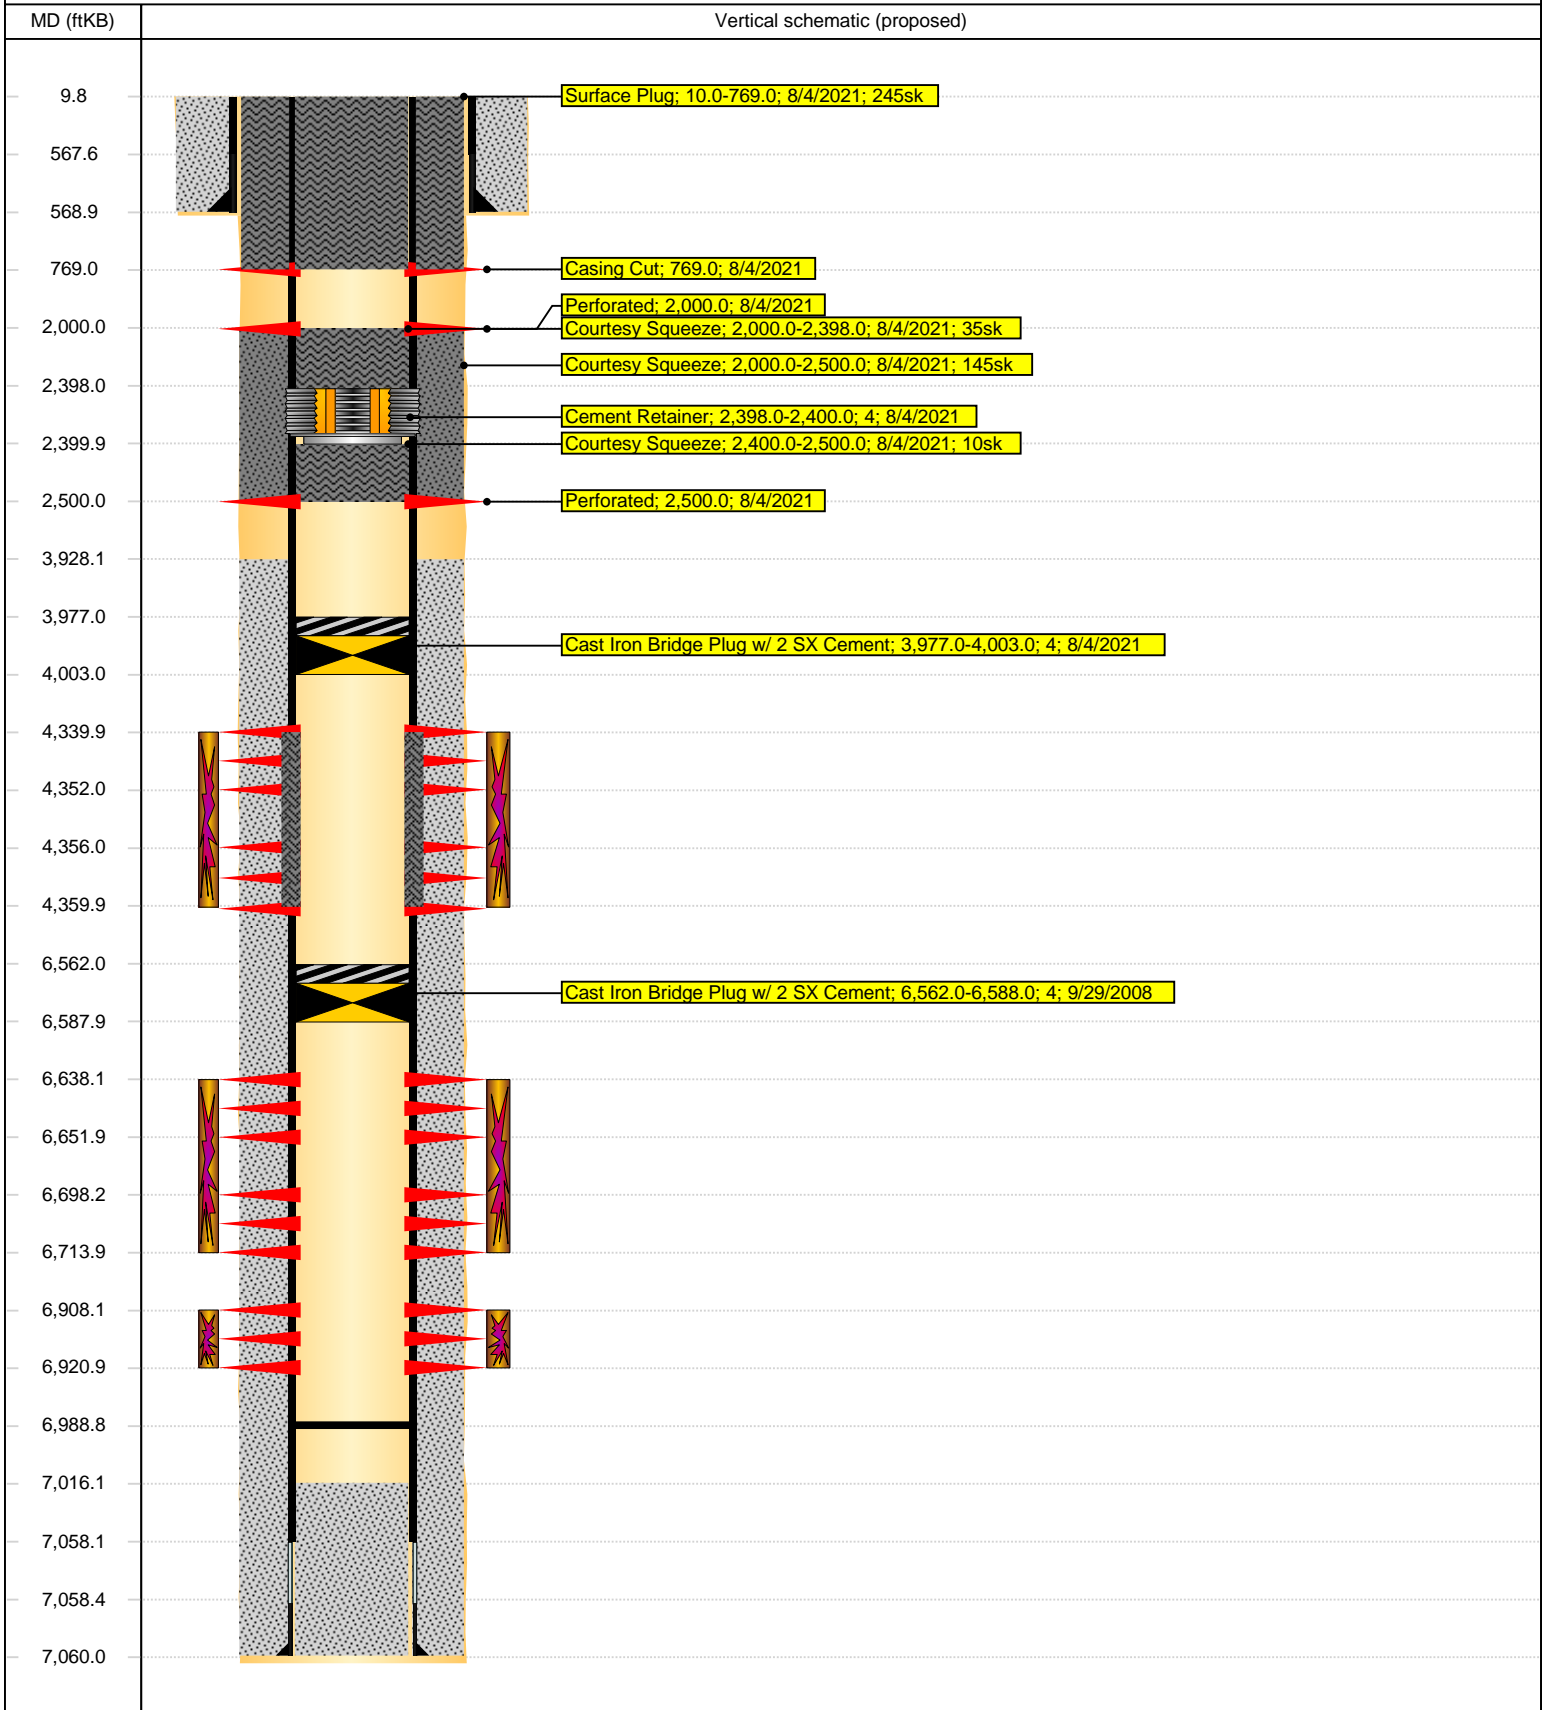 MD (ftKB)
Vertical schematic (proposed)
9.8
Surface Plug; 10.0-769.0; 8/4/2021; 245sk
567.6
568.9
769.0
Casing Cut; 769.0; 8/4/2021
Perforated; 2,000.0; 8/4/2021
2,000.0
Courtesy Squeeze; 2,000.0-2,398.0; 8/4/2021; 35sk
Courtesy Squeeze; 2,000.0-2,500.0; 8/4/2021; 145sk
2,398.0
Cement Retainer; 2,398.0-2,400.0; 4; 8/4/2021
2,399.9
Courtesy Squeeze; 2,400.0-2,500.0; 8/4/2021; 10sk
2,500.0
Perforated; 2,500.0; 8/4/2021
3,928.1
3,977.0
Cast Iron Bridge Plug w/ 2 SX Cement; 3,977.0-4,003.0; 4; 8/4/2021
4,003.0
4,339.9
4,352.0
4,356.0
4,359.9
6,562.0
Cast Iron Bridge Plug w/ 2 SX Cement; 6,562.0-6,588.0; 4; 9/29/2008
6,587.9
6,638.1
6,651.9
6,698.2
6,713.9
6,908.1
6,920.9
6,988.8
7,016.1
7,058.1
7,058.4
7,060.0